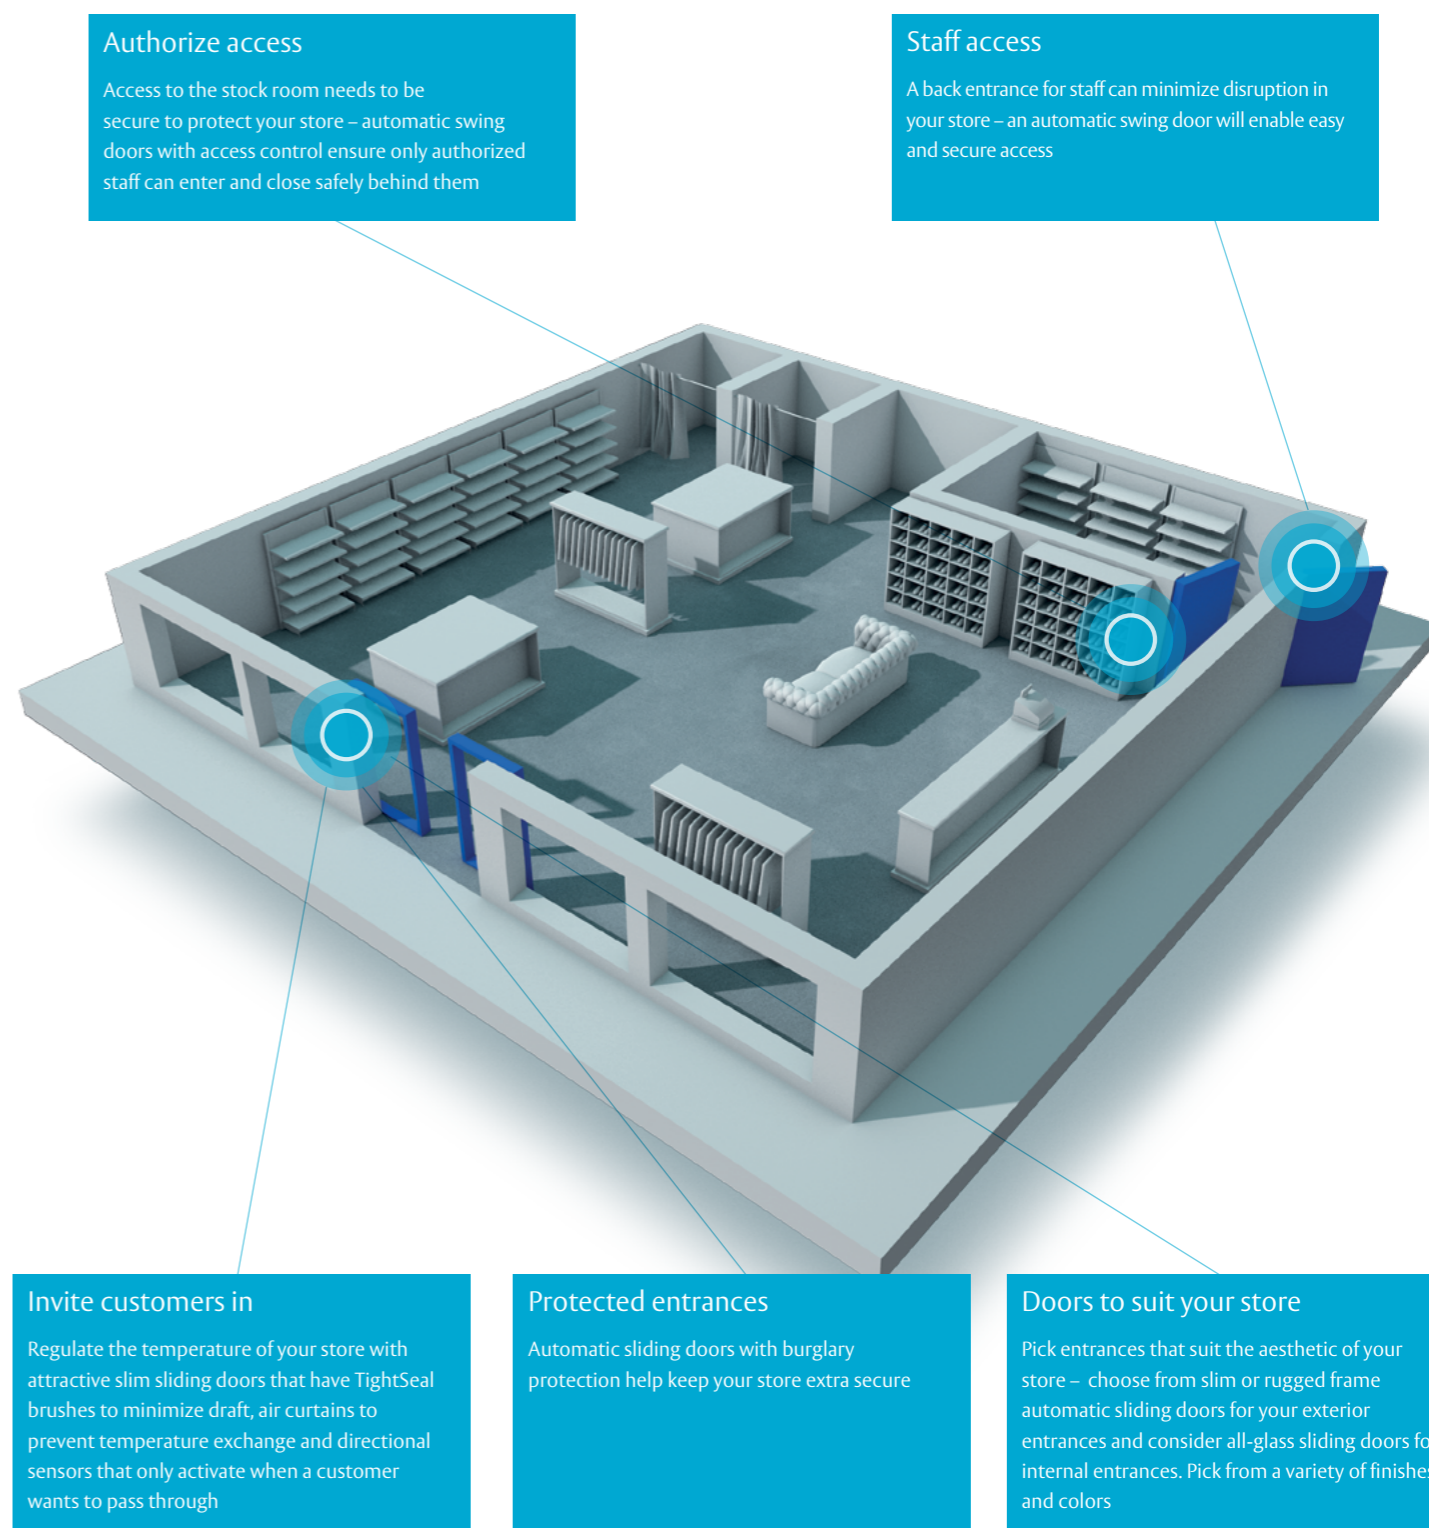 Authorize access
Access to the stock room needs to be
secure to protect your store – automatic swing
doors with access control ensure only authorized
staff can enter and close safely behind them
Staff access
A back entrance for staff can minimize disruption in
your store – an automatic swing door will enable easy
and secure access
Invite customers in
Regulate the temperature of your store with
attractive slim sliding doors that have TightSeal
brushes to minimize draft, air curtains to
prevent temperature exchange and directional
sensors that only activate when a customer
wants to pass through
Protected entrances
Automatic sliding doors with burglary
protection help keep your store extra secure
Doors to suit your store
Pick entrances that suit the aesthetic of your
store – choose from slim or rugged frame
automatic sliding doors for your exterior
entrances and consider all-glass sliding doors fo
internal entrances. Pick from a variety of finishes
and colors